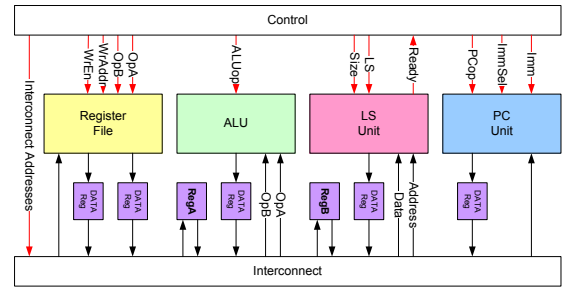 Control
Interconnect Addresses
WrEn
WrAddr
OpB
OpA
ALUop
Size
LS
Ready
PCop
ImmSel
Imm
Register
File
ALU
LS
Unit
PC
Unit
DATA
Reg
DATA
Reg
RegA
DATA
Reg
OpB
OpA
RegB
DATA
Reg
Data
Address
DATA
Reg
Interconnect